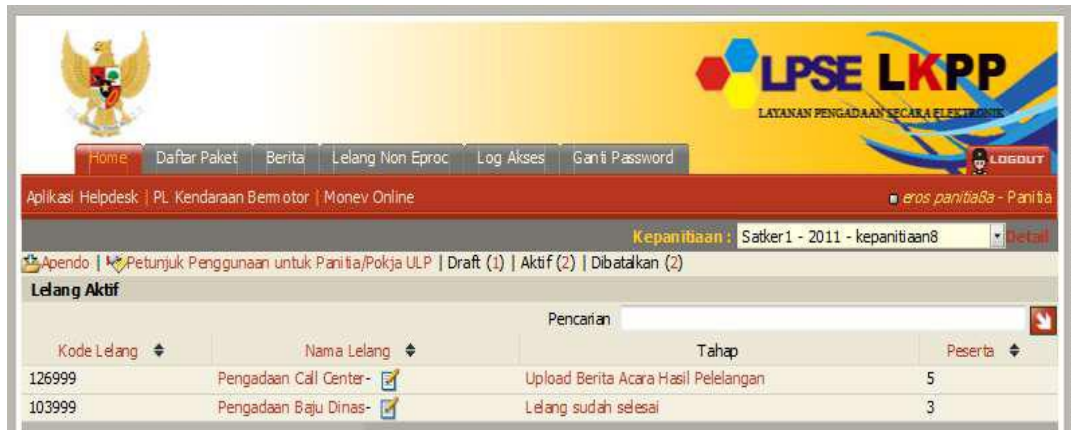 LPSE LKPP
LAYANAN PENGADAAN SECARA ELEKTRONIK
Home Daftar Paket Berita Lelang Non Eproc Log Akses Ganti Password LOGOUT
Aplikasi Helpdesk | PL Kendaraan Bermotor | Monev Online eros panitia8a - Panitia
Kepanitiaan : Satker1 - 2011 - kepanitiaan8 Detail
Apendo | Petunjuk Penggunaan untuk Panitia/Pokja ULP | Draft (1) | Aktif (2) | Dibatalkan (2)
Lelang Aktif
Pencarian
Kode Lelang Nama Lelang Tahap Peserta
126999 Pengadaan Call Center- Upload Berita Acara Hasil Pelelangan 5
103999 Pengadaan Baju Dinas- Lelang sudah selesai 3